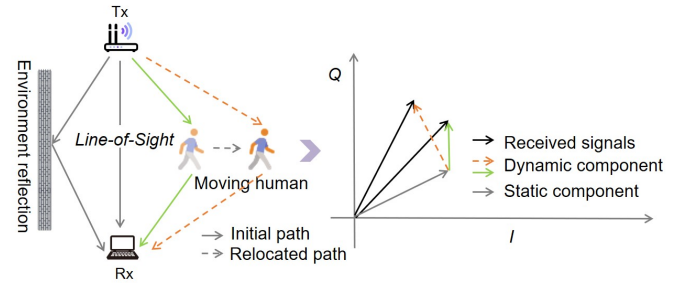 Tx
Environment reflection
Line-of-Sight
Moving human
Initial path
Relocated path
Rx
Q
Received signals
Dynamic component
Static component
I